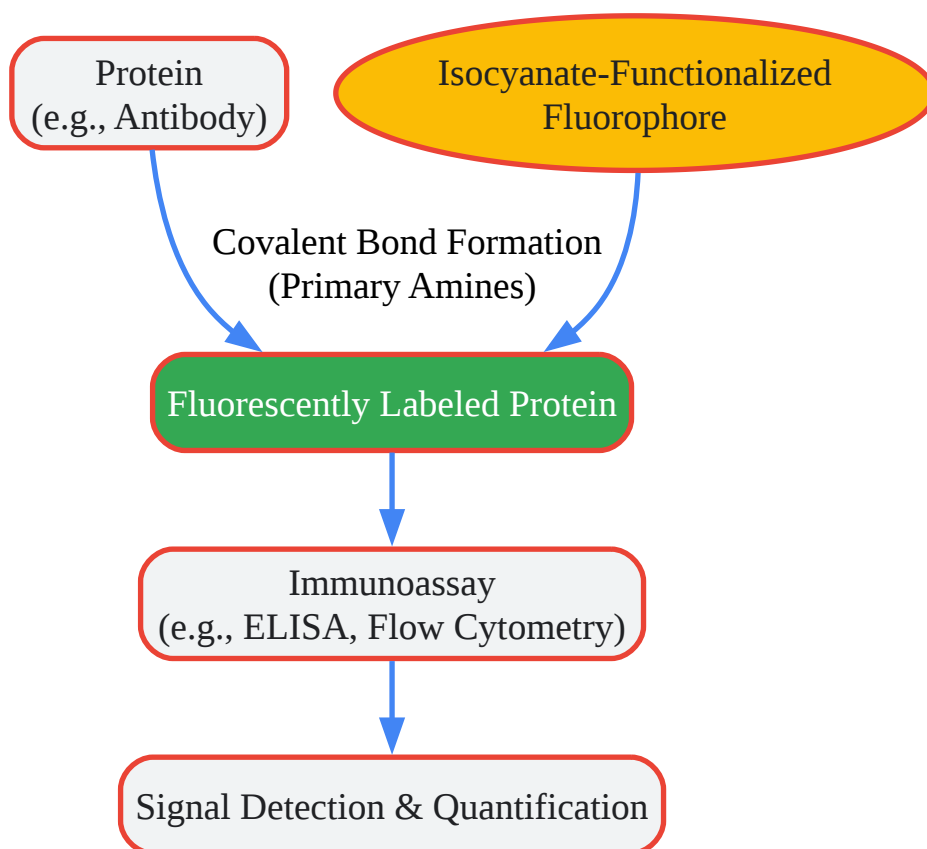 Protein
(e.g., Antibody)
Isocyanate-Functionalized
Fluorophore
Covalent Bond Formation
(Primary Amines)
Fluorescently Labeled Protein
Immunoassay
(e.g., ELISA, Flow Cytometry)
Signal Detection & Quantification